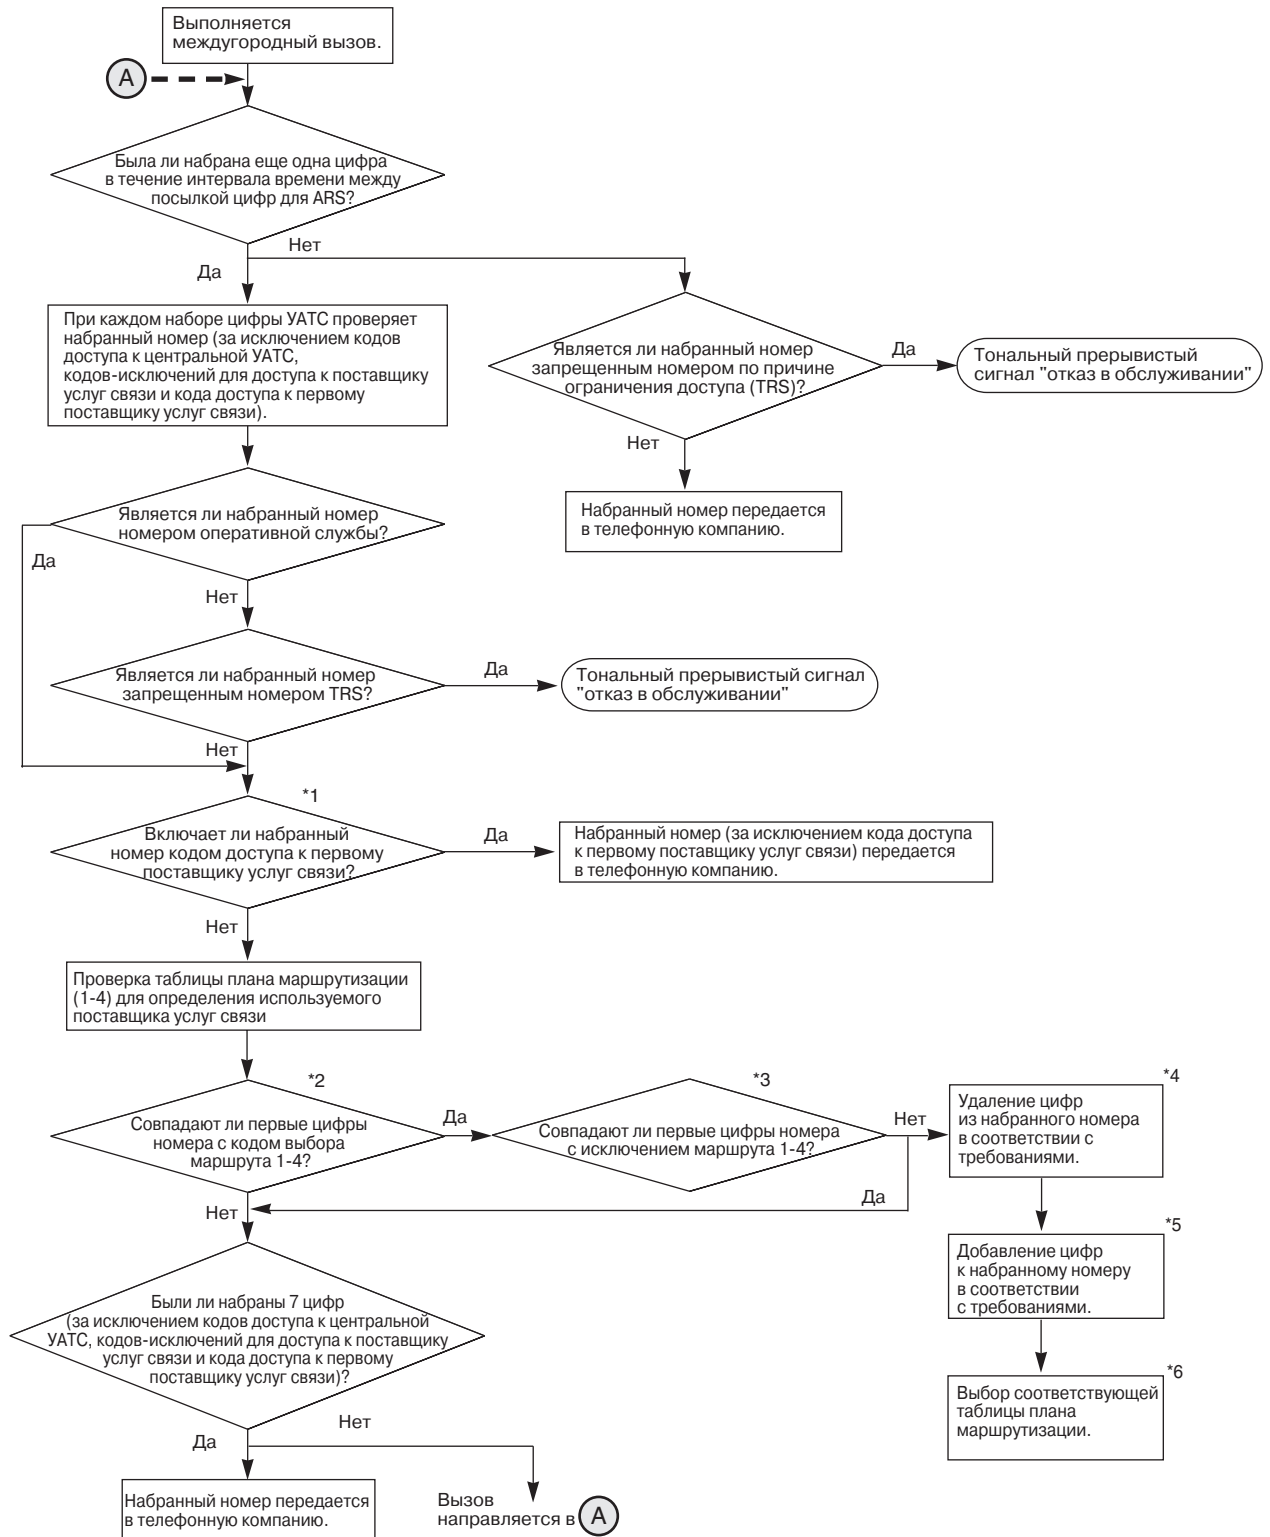 Выполняется
междугородный вызов.
A
Была ли набрана еще одна цифра
в течение интервала времени между
посылкой цифр для ARS?
Нет
Да
При каждом наборе цифры УАТС проверяет
набранный номер (за исключением кодов
доступа к центральной УАТС,
кодов-исключений для доступа к поставщику
услуг связи и кода доступа к первому
поставщику услуг связи).
Является ли набранный номер
запрещенным номером по причине
ограничения доступа (TRS)?
Да
Тональный прерывистый
сигнал "отказ в обслуживании"
Нет
Набранный номер передается
в телефонную компанию.
Является ли набранный номер
номером оперативной службы?
Да
Нет
Является ли набранный номер
запрещенным номером TRS?
Да
Тональный прерывистый сигнал
"отказ в обслуживании"
Нет
*1
Включает ли набранный
номер кодом доступа к первому
поставщику услуг связи?
Да
Набранный номер (за исключением кода доступа
к первому поставщику услуг связи) передается
в телефонную компанию.
Нет
Проверка таблицы плана маршрутизации
(1-4) для определения используемого
поставщика услуг связи
*2
Совпадают ли первые цифры
номера с кодом выбора
маршрута 1-4?
Да
*3
Совпадают ли первые цифры номера
с исключением маршрута 1-4?
Нет
*4
Удаление цифр
из набранного номера
в соответствии с
требованиями.
Да
Нет
*5
Добавление цифр
к набранному номеру
в соответствии
с требованиями.
Были ли набраны 7 цифр
(за исключением кодов доступа к центральной
УАТС, кодов-исключений для доступа к поставщику
услуг связи и кода доступа к первому
поставщику услуг связи)?
*6
Выбор соответствующей
таблицы плана
маршрутизации.
Нет
Да
Набранный номер передается
в телефонную компанию.
Вызов
направляется в A